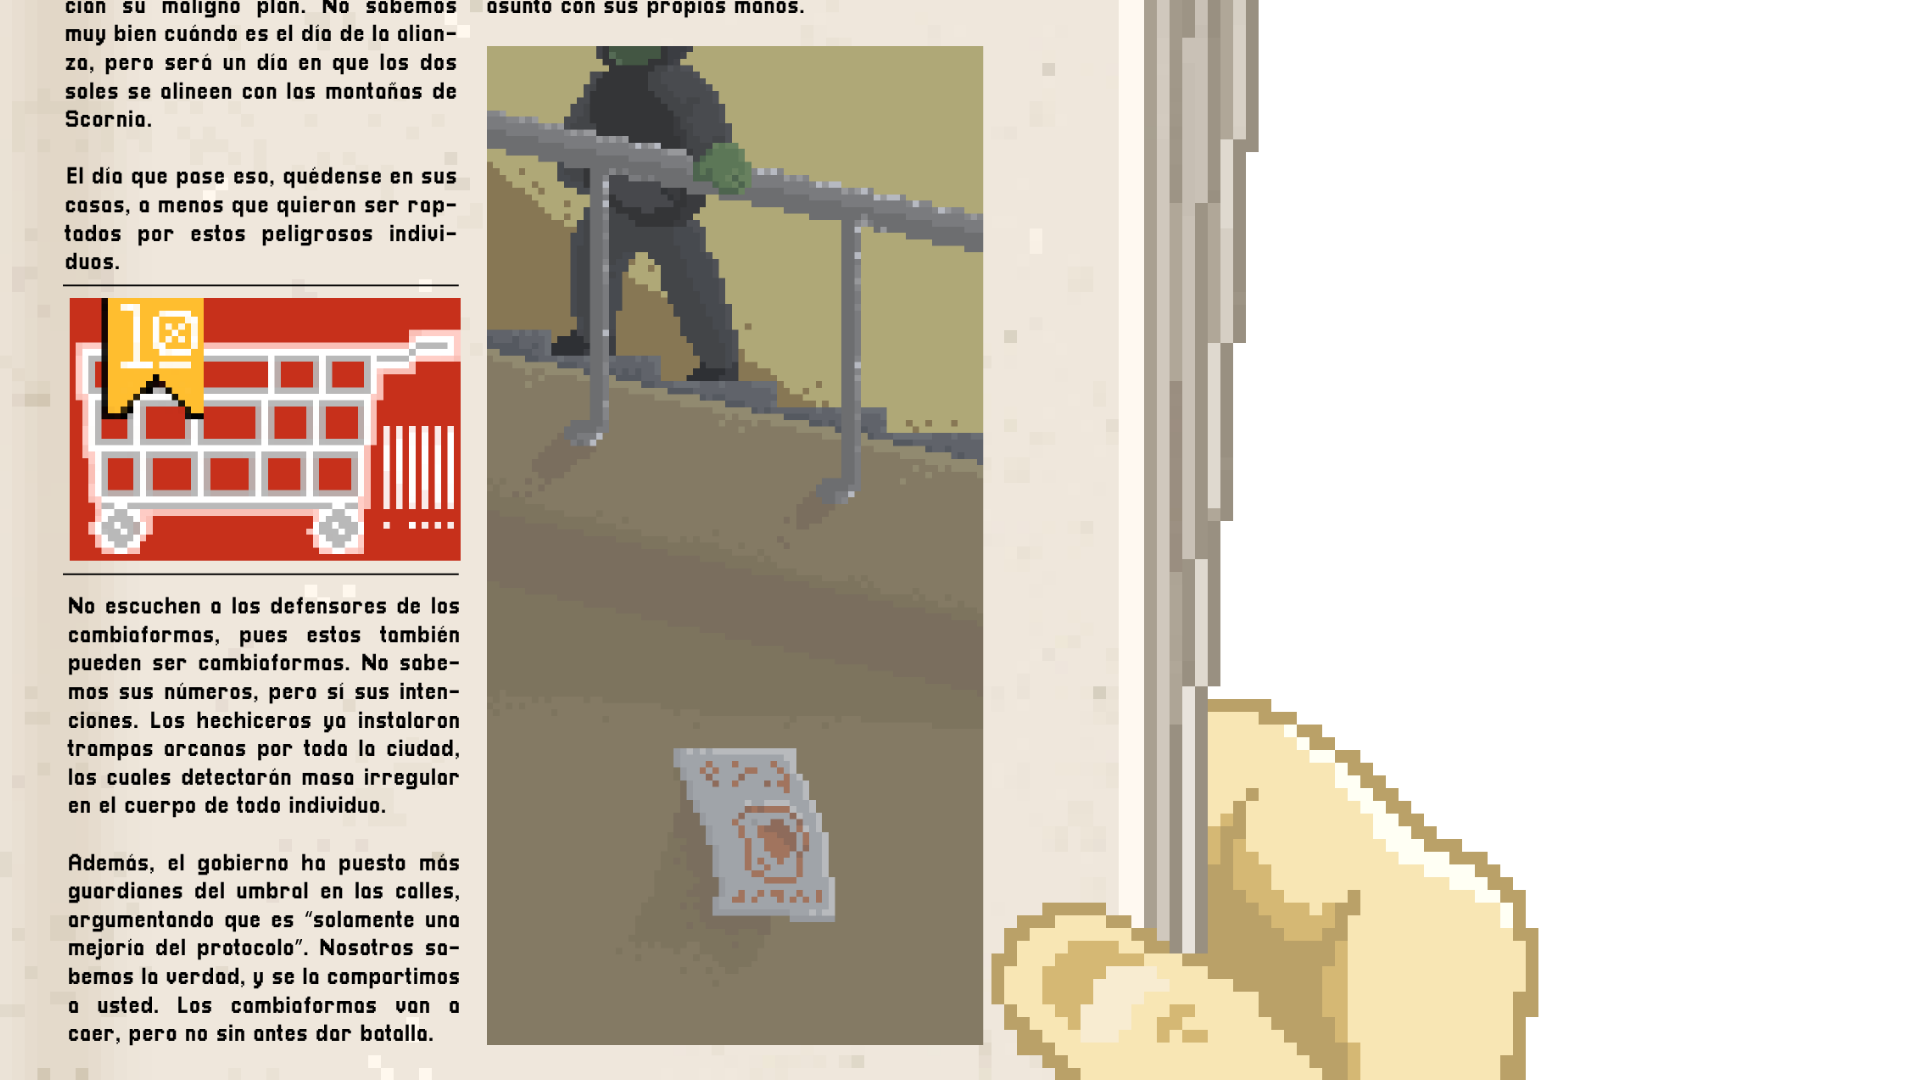 cian su maligno plan. No sabemos
muy bien cuándo es el día de la alian-
za, pero será un día en que los dos
soles se alineen con las montañas de
Scornia.
El día que pase eso, quédense en sus
casas, a menos que quieran ser rap-
tados por estos peligrosos indivi-
duos.
10
No escuchen a los defensores de los
cambiaformas, pues estos también
pueden ser cambiaformas. No sabe-
mos sus números, pero sí sus inten-
ciones. Los hechiceros ya instalaron
trampas arcanas por toda la ciudad,
las cuales detectarán masa irregular
en el cuerpo de todo individuo.
Además, el gobierno ha puesto más
guardianes del umbral en las calles,
argumentando que es “solamente una
mejoría del protocolo”. Nosotros sa-
bemos la verdad, y se la compartimos
a usted. Los cambiaformas van a
caer, pero no sin antes dar batalla.
asunto con sus propias manos.